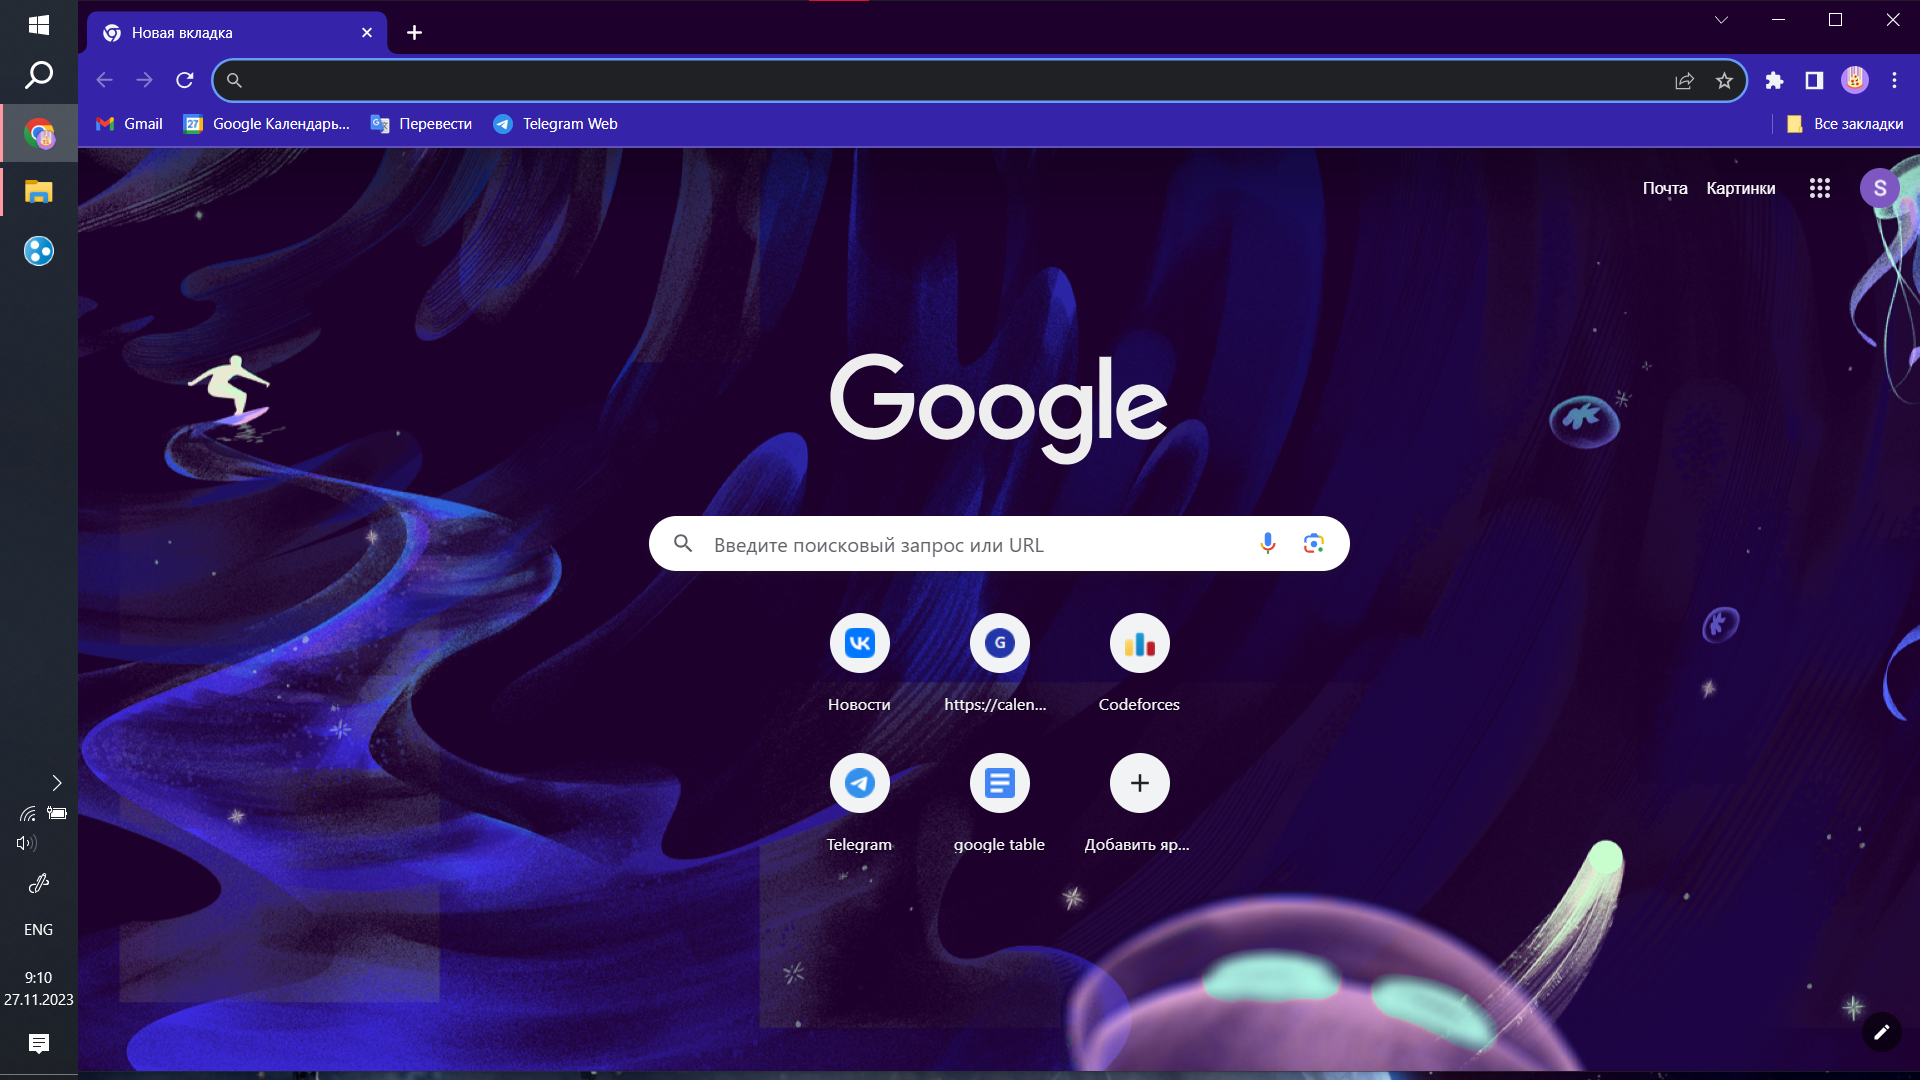 Новая вкладка
Gmail
27
Google Календарь...
Перевести
Telegram Web
Все закладки
Почта
Картинки
S
Google
Введите поисковый запрос или URL
G
Новости
https://calen...
Codeforces
Telegram
google table
Добавить яр...
ENG
9:10
27.11.2023